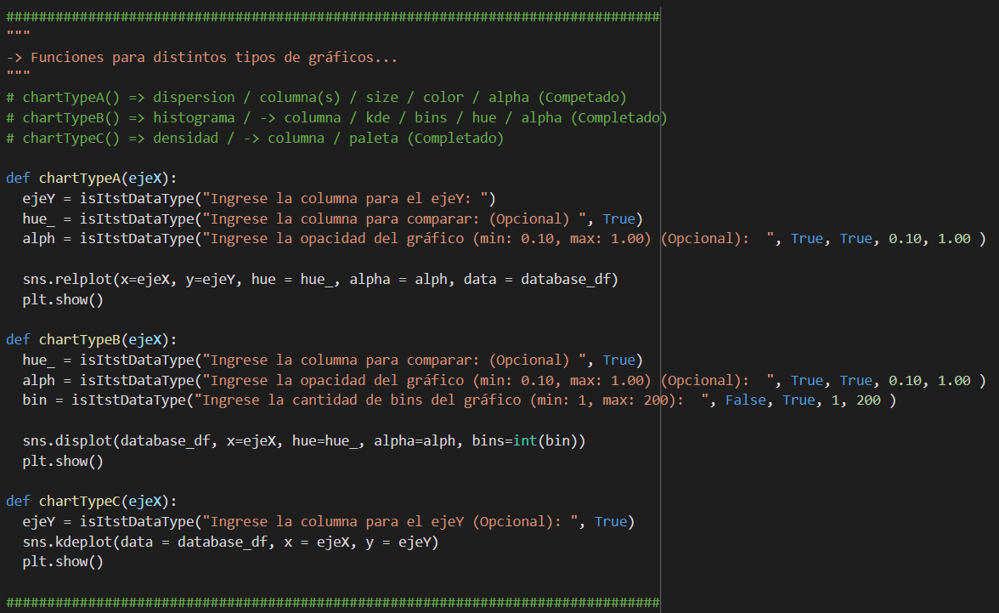 ################################################################################
"""
-> Funciones para distintos tipos de gráficos...
"""
# chartTypeA() => dispersion / columna(s) / size / color / alpha (Competado)
# chartTypeB() => histograma / -> columna / kde / bins / hue / alpha (Completado)
# chartTypeC() => densidad / -> columna / paleta (Completado)

def chartTypeA(ejeX):
  ejeY = isItstDataType("Ingrese la columna para el ejeY: ")
  hue_ = isItstDataType("Ingrese la columna para comparar: (Opcional) ", True)
  alph = isItstDataType("Ingrese la opacidad del gráfico (min: 0.10, max: 1.00) (Opcional):  ", True, True, 0.10, 1.00 )

  sns.relplot(x=ejeX, y=ejeY, hue = hue_, alpha = alph, data = database_df)
  plt.show()

def chartTypeB(ejeX):
  hue_ = isItstDataType("Ingrese la columna para comparar: (Opcional) ", True)
  alph = isItstDataType("Ingrese la opacidad del gráfico (min: 0.10, max: 1.00) (Opcional):  ", True, True, 0.10, 1.00 )
  bin = isItstDataType("Ingrese la cantidad de bins del gráfico (min: 1, max: 200):  ", False, True, 1, 200 )

  sns.displot(database_df, x=ejeX, hue=hue_, alpha=alph, bins=int(bin))
  plt.show()

def chartTypeC(ejeX):
  ejeY = isItstDataType("Ingrese la columna para el ejeY (Opcional): ", True)
  sns.kdeplot(data = database_df, x = ejeX, y = ejeY)
  plt.show()

################################################################################